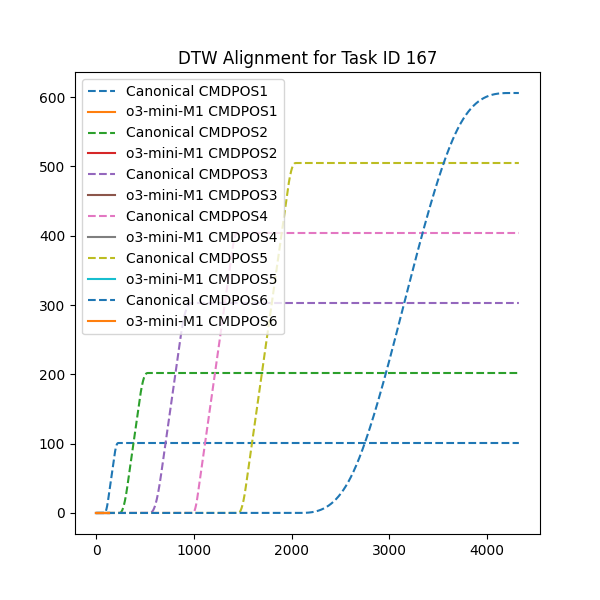 DTW Alignment for Task ID 167
600
500
400
300
200
100
0
Canonical CMDPOS1
o3-mini-M1 CMDPOS1
Canonical CMDPOS2
o3-mini-M1 CMDPOS2
Canonical CMDPOS3
o3-mini-M1 CMDPOS3
Canonical CMDPOS4
o3-mini-M1 CMDPOS4
Canonical CMDPOS5
o3-mini-M1 CMDPOS5
Canonical CMDPOS6
o3-mini-M1 CMDPOS6
0 1000 2000 3000 4000